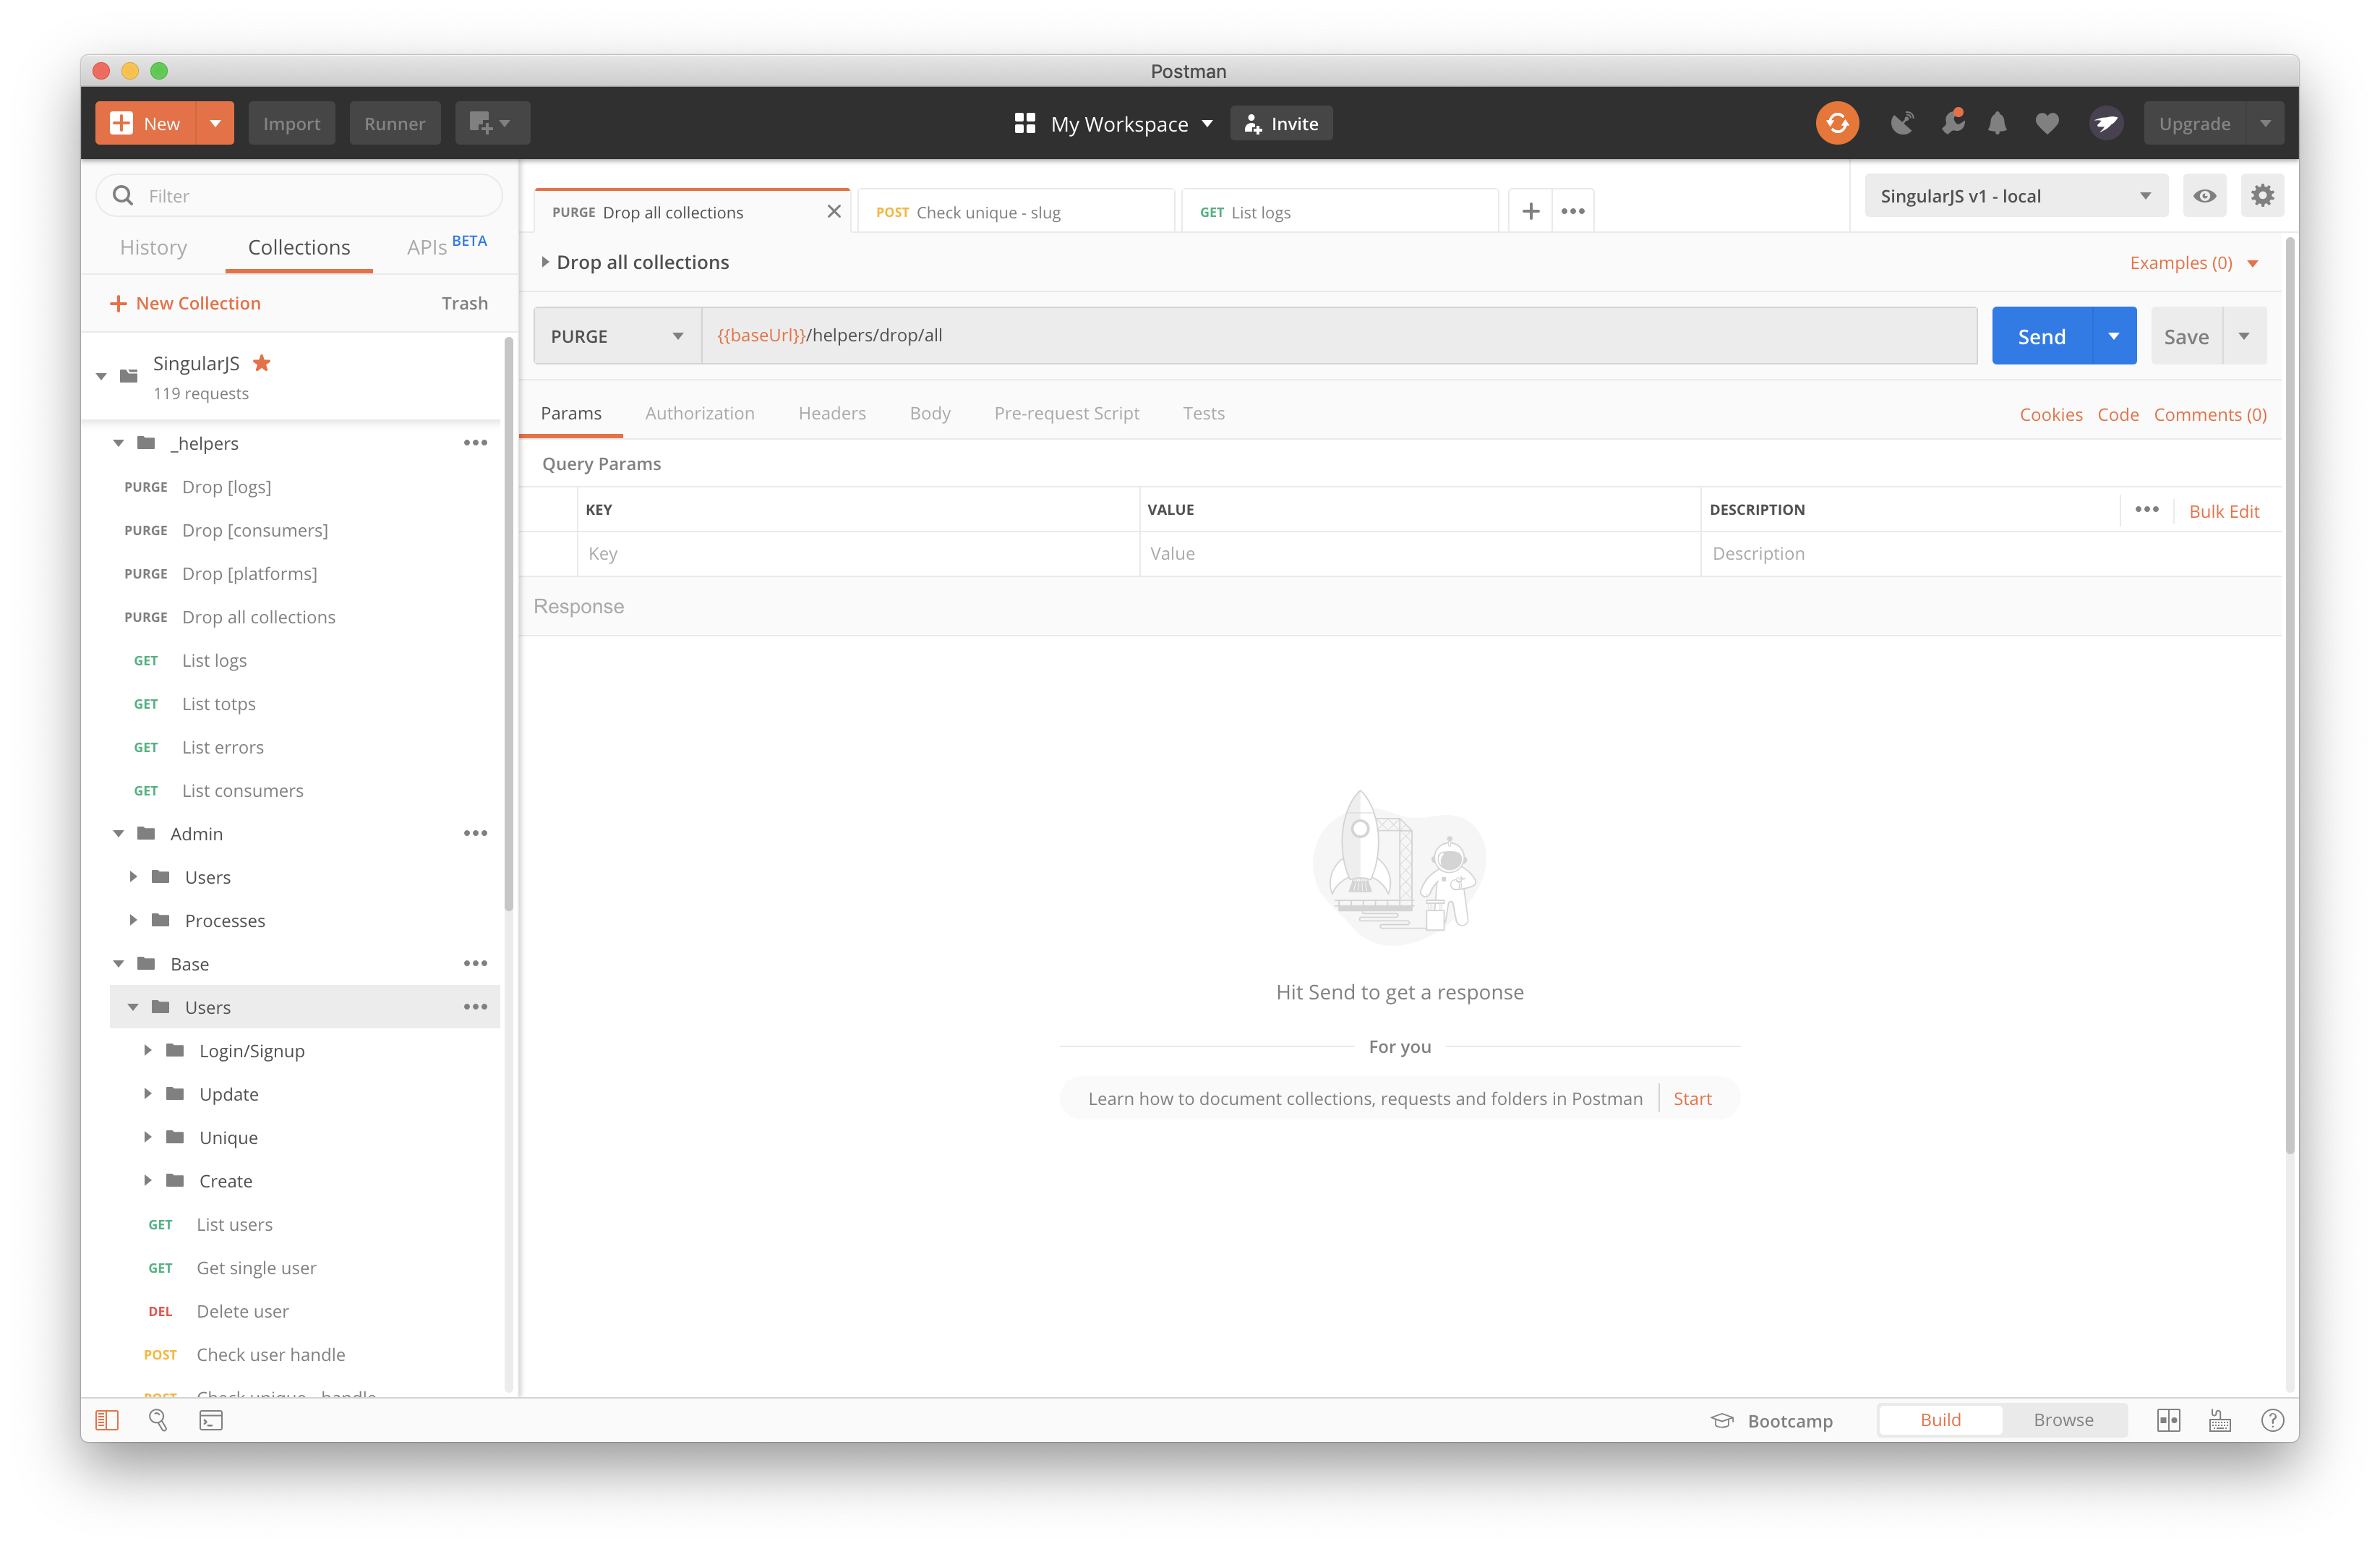 Postman
New
Import
Runner
My Workspace
Invite
Upgrade
Filter
History
Collections
APIs BETA
New Collection
Trash
SingularJS
119 requests
_helpers
PURGE Drop [logs]
PURGE Drop [consumers]
PURGE Drop [platforms]
PURGE Drop all collections
GET List logs
GET List totps
GET List errors
GET List consumers
Admin
Users
Processes
Base
Users
Login/Signup
Update
Unique
Create
GET List users
GET Get single user
DEL Delete user
POST Check user handle
POST Check unique - handle
PURGE Drop all collections
POST Check unique - slug
GET List logs
SingularJS v1 - local
Drop all collections
Examples (0)
PURGE
{{baseUrl}}/helpers/drop/all
Send
Save
Params
Authorization
Headers
Body
Pre-request Script
Tests
Cookies
Code
Comments (0)
Query Params
KEY
VALUE
DESCRIPTION
Bulk Edit
Key
Value
Description
Response
Hit Send to get a response
For you
Learn how to document collections, requests and folders in Postman
Start
Bootcamp
Build
Browse